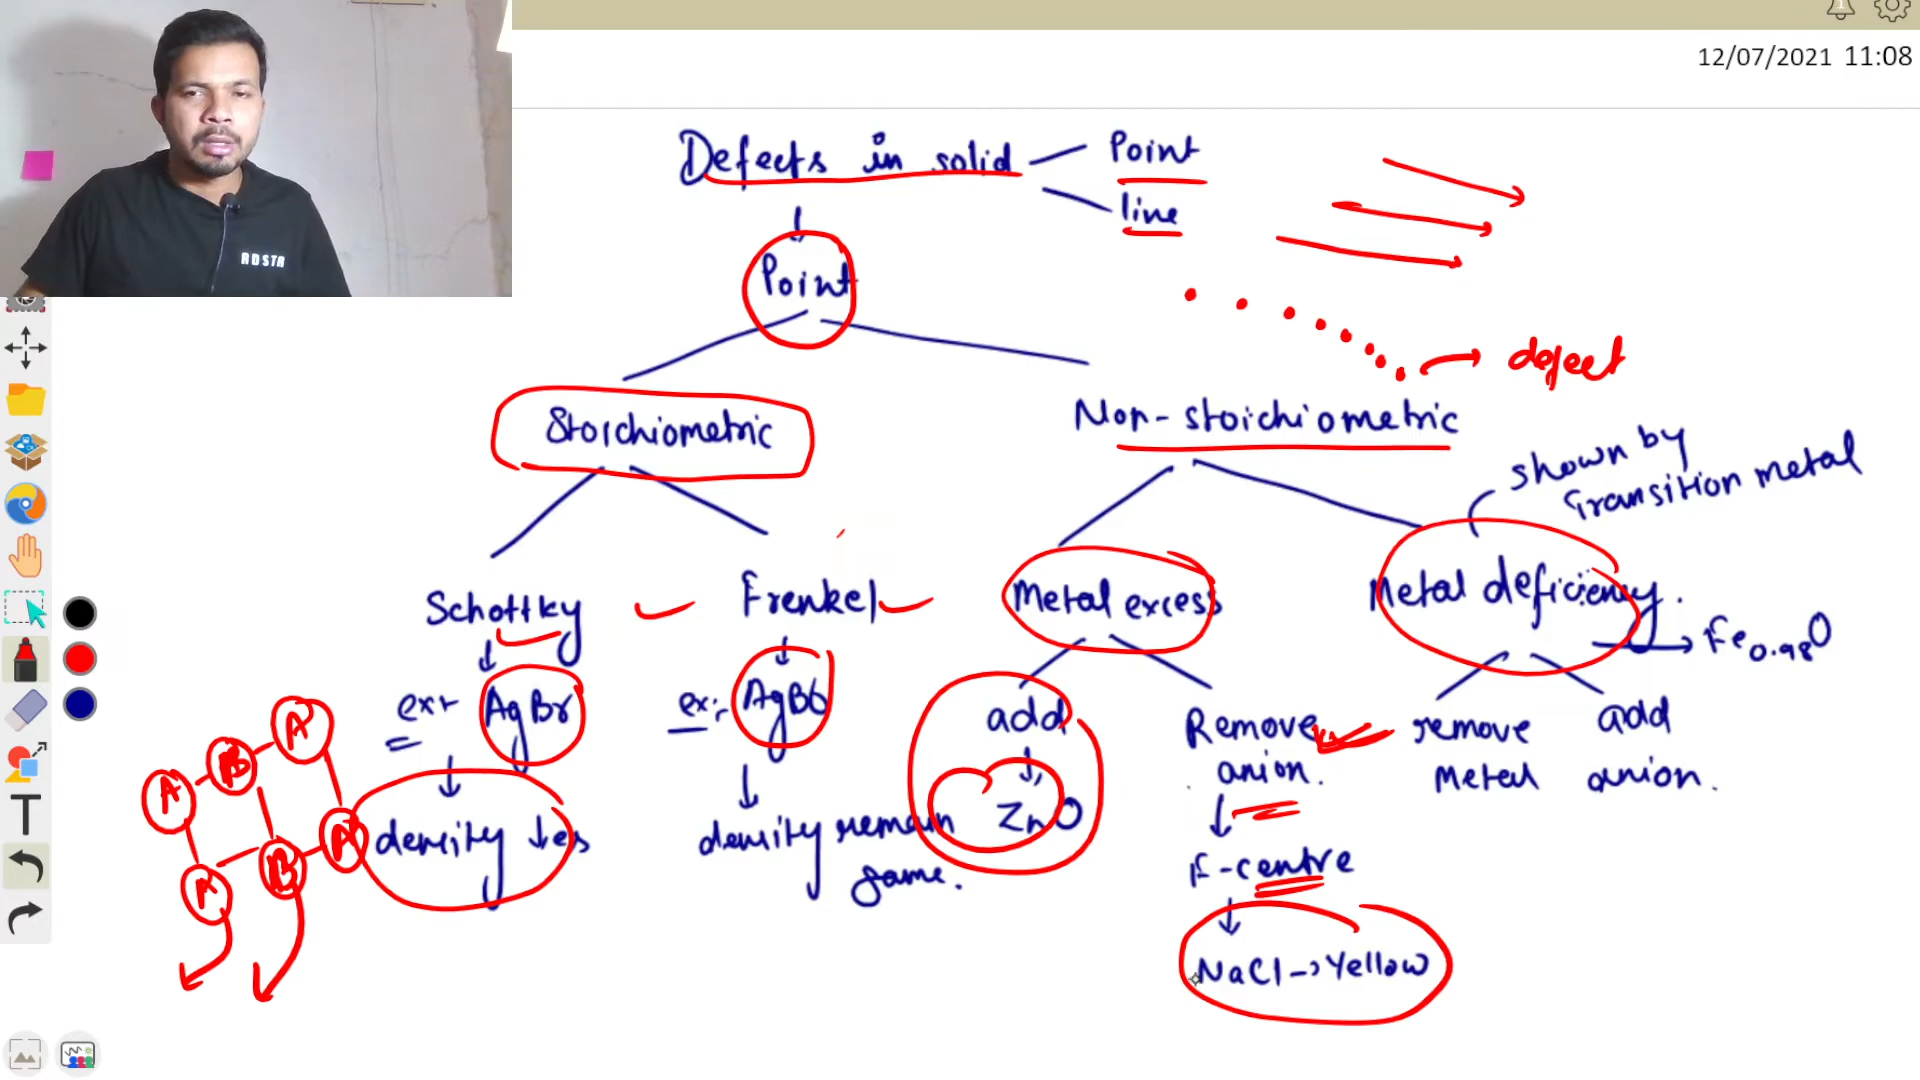 12/07/2021 11:08
Defects in solid
Point
line
Point
defect
Stoichiometric
Non-stoichiometric
shown by
Transition metal
Schottky
Frenkel
Metal excess
Metal deficiency.
Fe0.98O
ex:- AgBr
ex:- AgBr
add
ZnO
Remove
anion.
remove
Metal
add
anion.
density ↓es
density remain
same.
F-centre
NaCl → Yellow
A B A
A B A
T
ADSTR